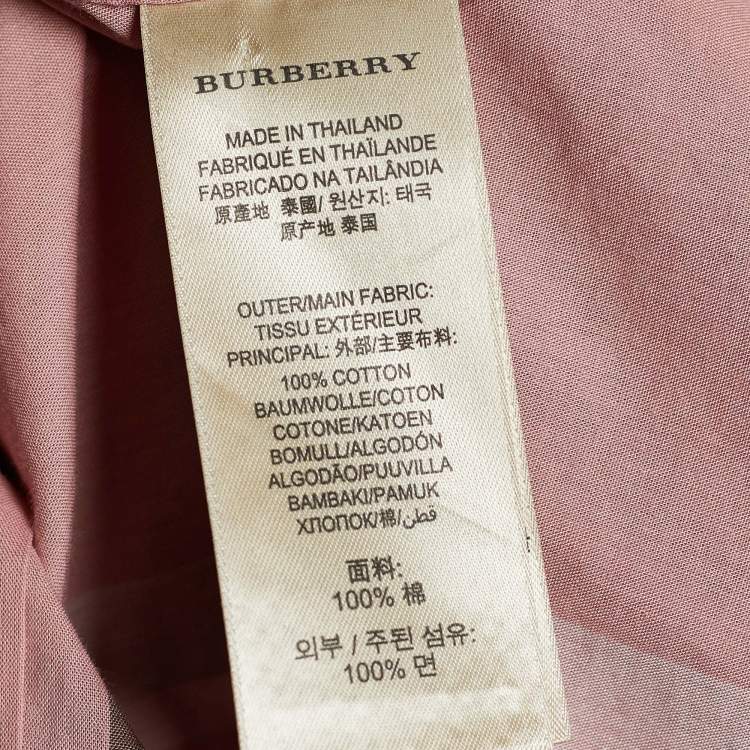 BURBERRY
MADE IN THAILAND
FABRIQUÉ EN THAÏLANDE
FABRICADO NA TAILÂNDIA
原產地 泰國/ 원산지: 태국
原产地 泰国
OUTER/MAIN FABRIC:
TISSU EXTÉRIEUR
PRINCIPAL: 外部/主要布料:
100% COTTON
BAUMWOLLE/COTON
COTONE/KATOEN
BOMULL/ALGODÓN
ALGODÃO/PUUVILLA
BAMBAKI/PAMUK
ХЛОПОК/棉/قطن
面料:
100% 棉
외부 / 주된 섬유:
100% 면